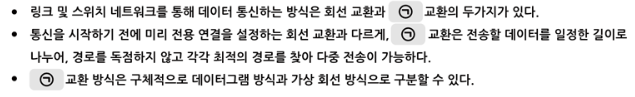 • 링크 및 스위치 네트워크를 통해 데이터 통신하는 방식은 회선 교환과 ㉠ 교환의 두가지가 있다.
• 통신을 시작하기 전에 미리 전용 연결을 설정하는 회선 교환과 다르게, ㉠ 교환은 전송할 데이터를 일정한 길이로
나누어, 경로를 독점하지 않고 각각 최적의 경로를 찾아 다중 전송이 가능하다.
• ㉠ 교환 방식은 구체적으로 데이터그램 방식과 가상 회선 방식으로 구분할 수 있다.